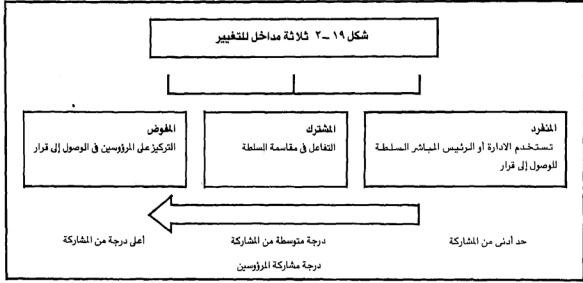 شكل ١٩ – ٢ ثلاثة مداخل للتغيير
المنفرد
تستخدم الادارة أو الرئيس المباشر السلطة
للوصول إلى قرار
المشترك
التفاعل في مقاسمة السلطة
المفوض
التركيز على المرؤوسين في الوصول إلى قرار
حد أدنى من المشاركة
درجة متوسطة من المشاركة
أعلى درجة من المشاركة
درجة مشاركة المرؤوسين